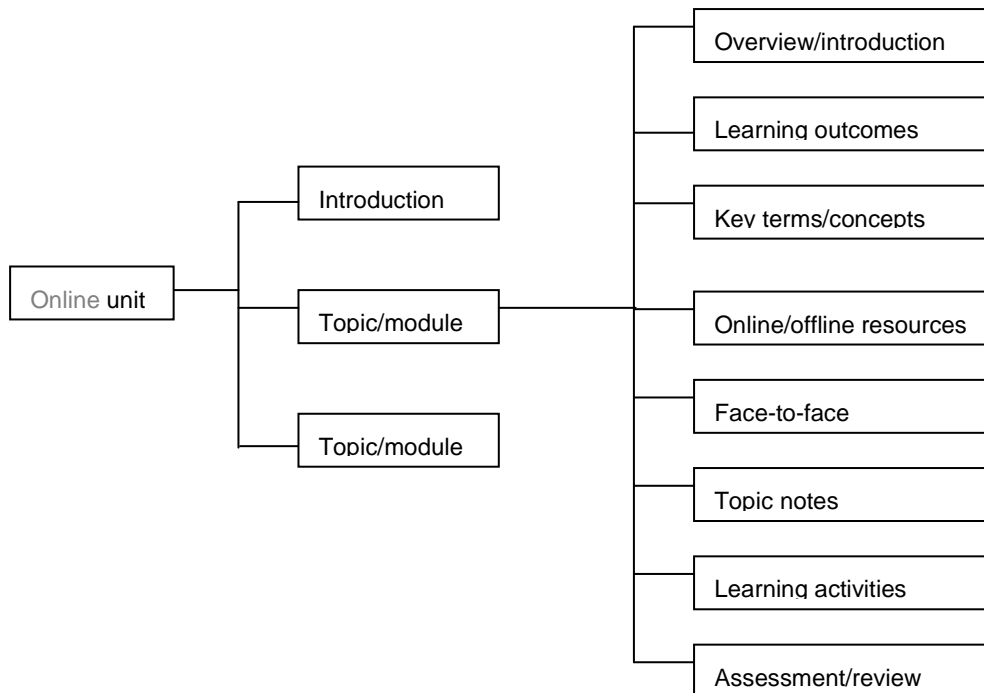 Online unit
Introduction
Topic/module
Topic/module
Overview/introduction
Learning outcomes
Key terms/concepts
Online/offline resources
Face-to-face
Topic notes
Learning activities
Assessment/review